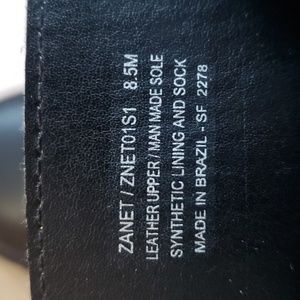 ZANET / ZNET01S1 8.5M
LEATHER UPPER / MAN MADE SOLE
SYNTHETIC LINING AND SOCK
MADE IN BRAZIL - SF 2278